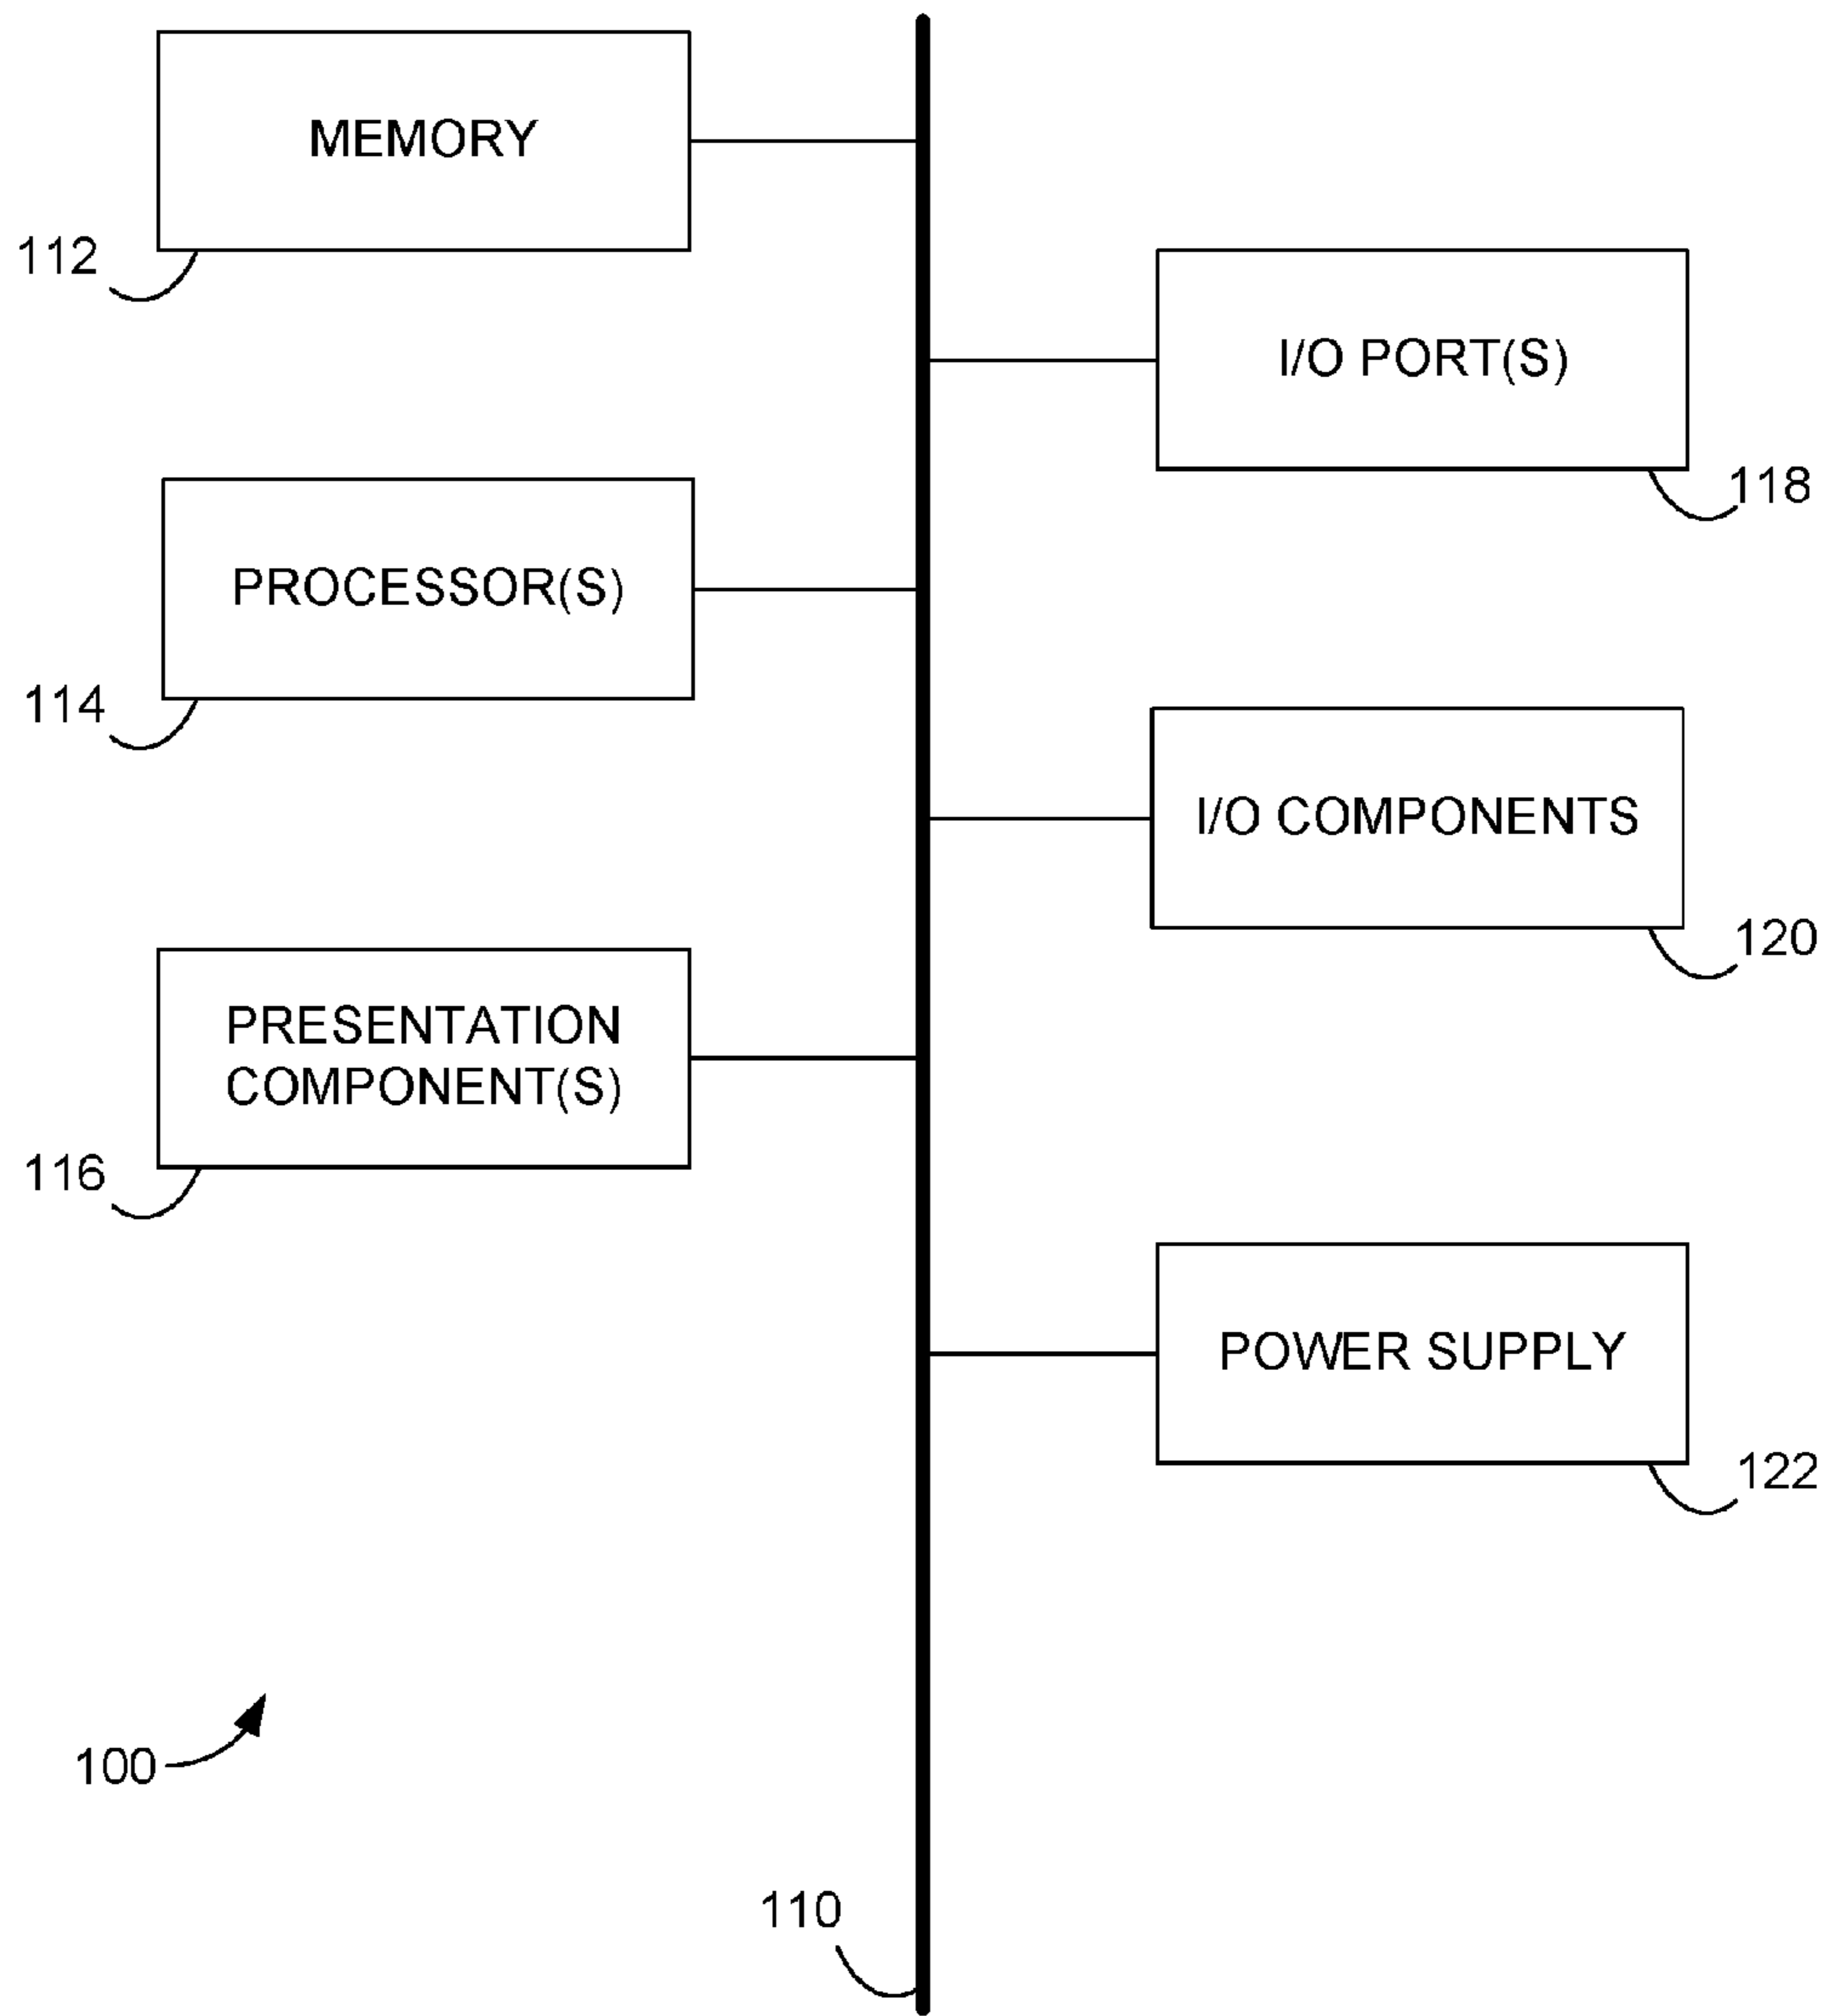 MEMORY
112
I/O PORT(S)
118
PROCESSOR(S)
114
I/O COMPONENTS
120
PRESENTATION
COMPONENT(S)
116
POWER SUPPLY
122
100
110